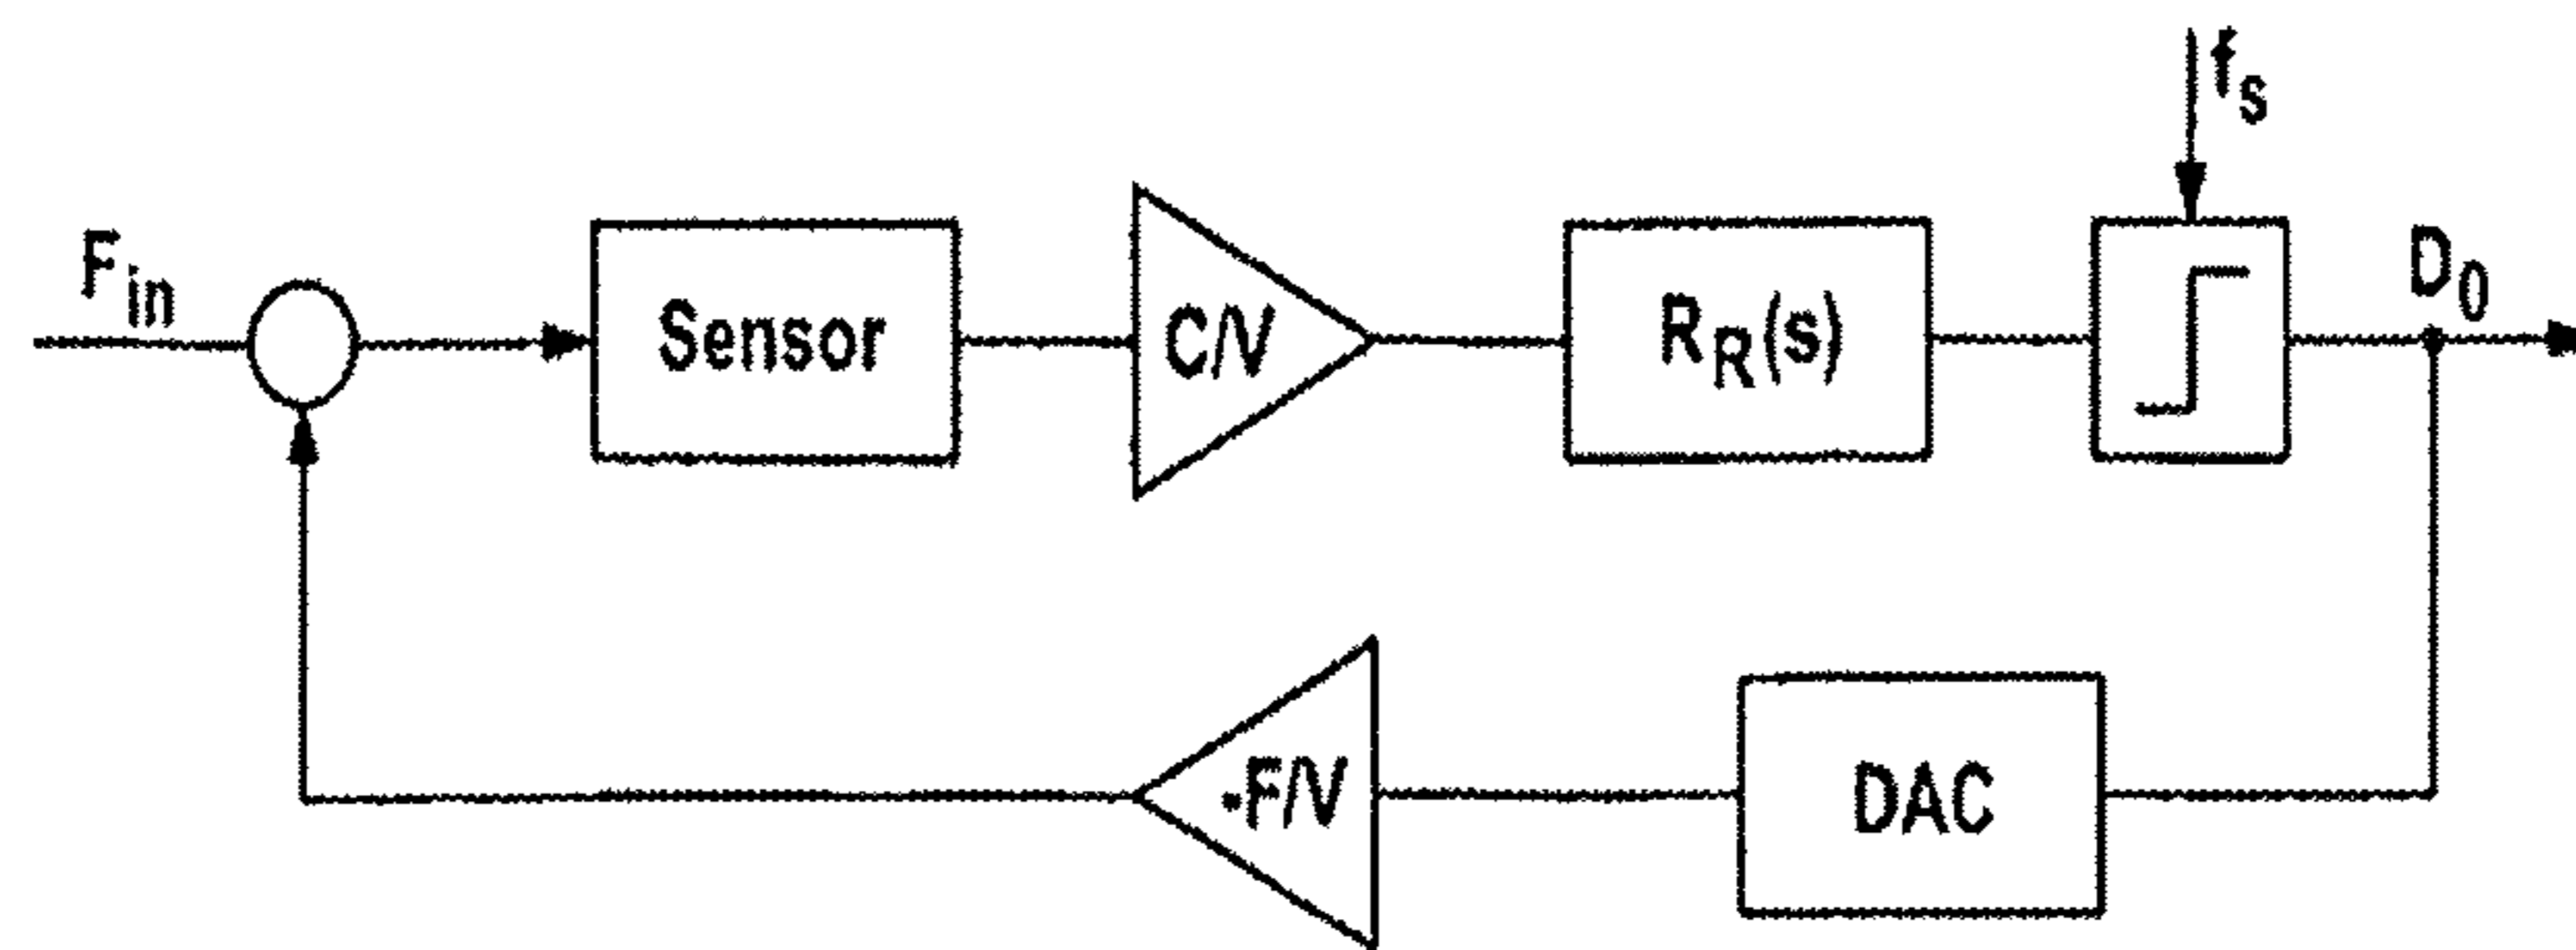 fs
Fin
Sensor
C/V
RR(s)
D0
-F/V
DAC